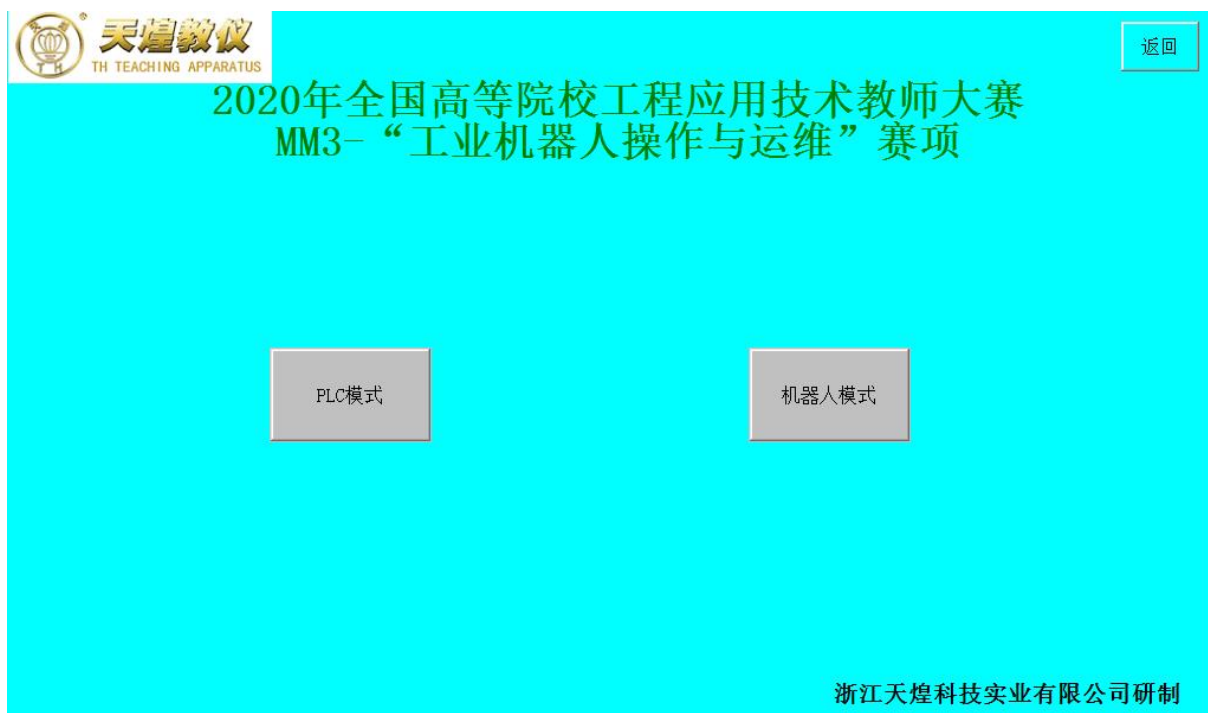 天煌教仪
TH TEACHING APPARATUS
返回
2020年全国高等院校工程应用技术教师大赛
MM3-“工业机器人操作与运维”赛项
PLC模式
机器人模式
浙江天煌科技实业有限公司研制